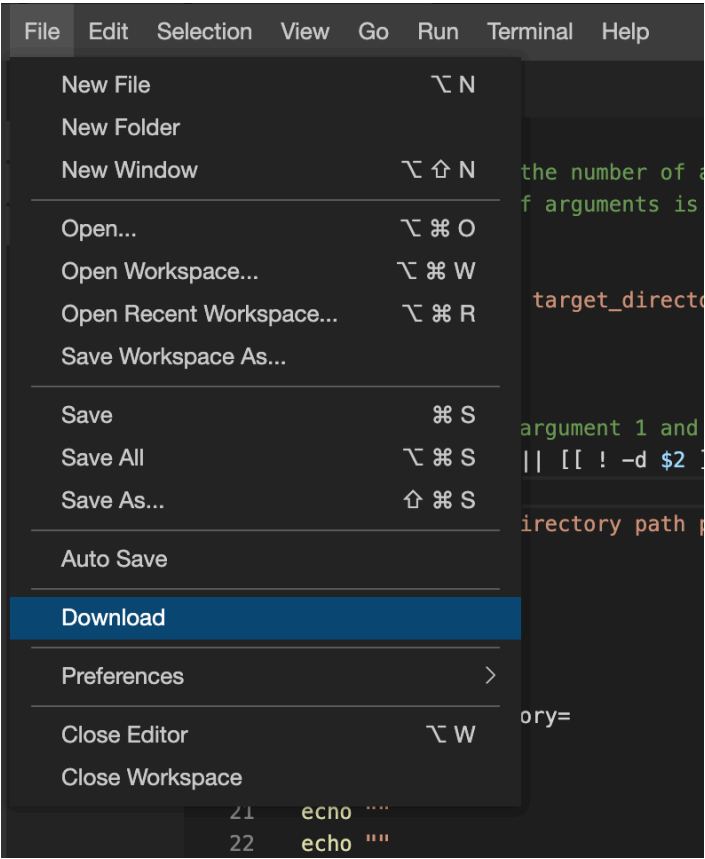 File Edit Selection View Go Run Terminal Help
New File ⌥ N
New Folder
New Window ⌥ ⇧ N
the number of a
f arguments is
Open... ⌥ ⌘ O
Open Workspace... ⌥ ⌘ W
Open Recent Workspace... ⌥ ⌘ R
target_directo
Save Workspace As...
Save ⌘ S
argument 1 and
Save All ⌥ ⌘ S
|| [[ ! -d $2 ]
Save As... ⇧ ⌘ S
irectory path p
Auto Save
Download
Preferences >
ory=
Close Editor ⌥ W
Close Workspace
21 echo ""
22 echo ""